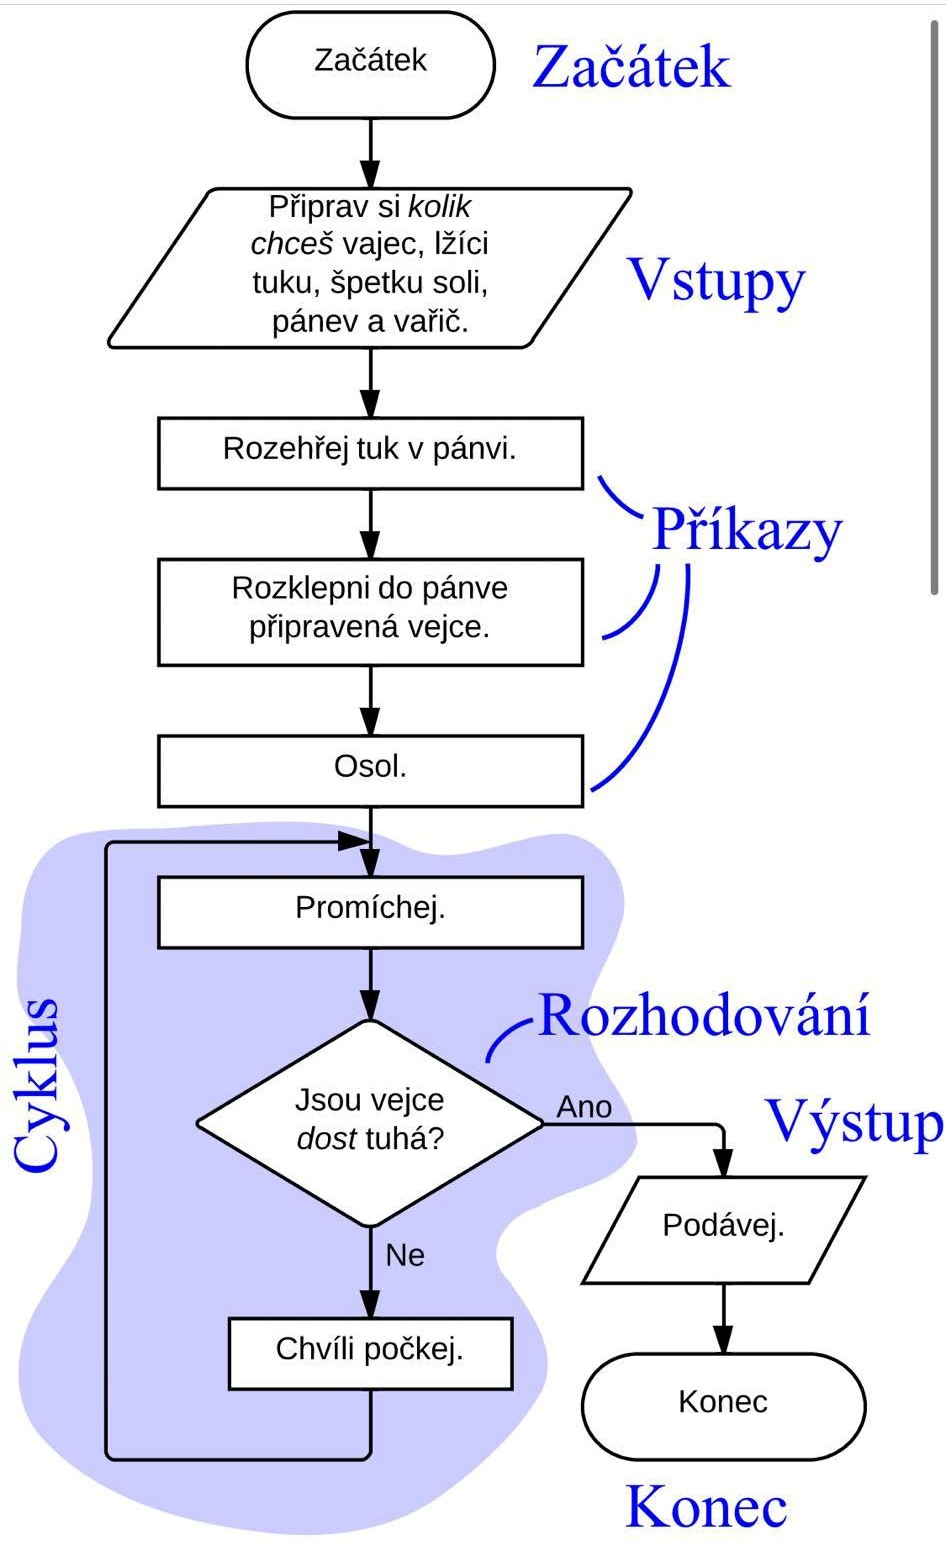 Začátek
Začátek
Připrav si kolik
chceš vajec, lžíci
tuku, špetku soli,
pánev a vařič.
Vstupy
Rozehřej tuk v pánvi.
Příkazy
Rozklepni do pánve
připravená vejce.
Osol.
Promíchej.
Cyklus
Rozhodování
Jsou vejce
dost tuhá?
Ano
Výstup
Podávej.
Ne
Chvíli počkej.
Konec
Konec